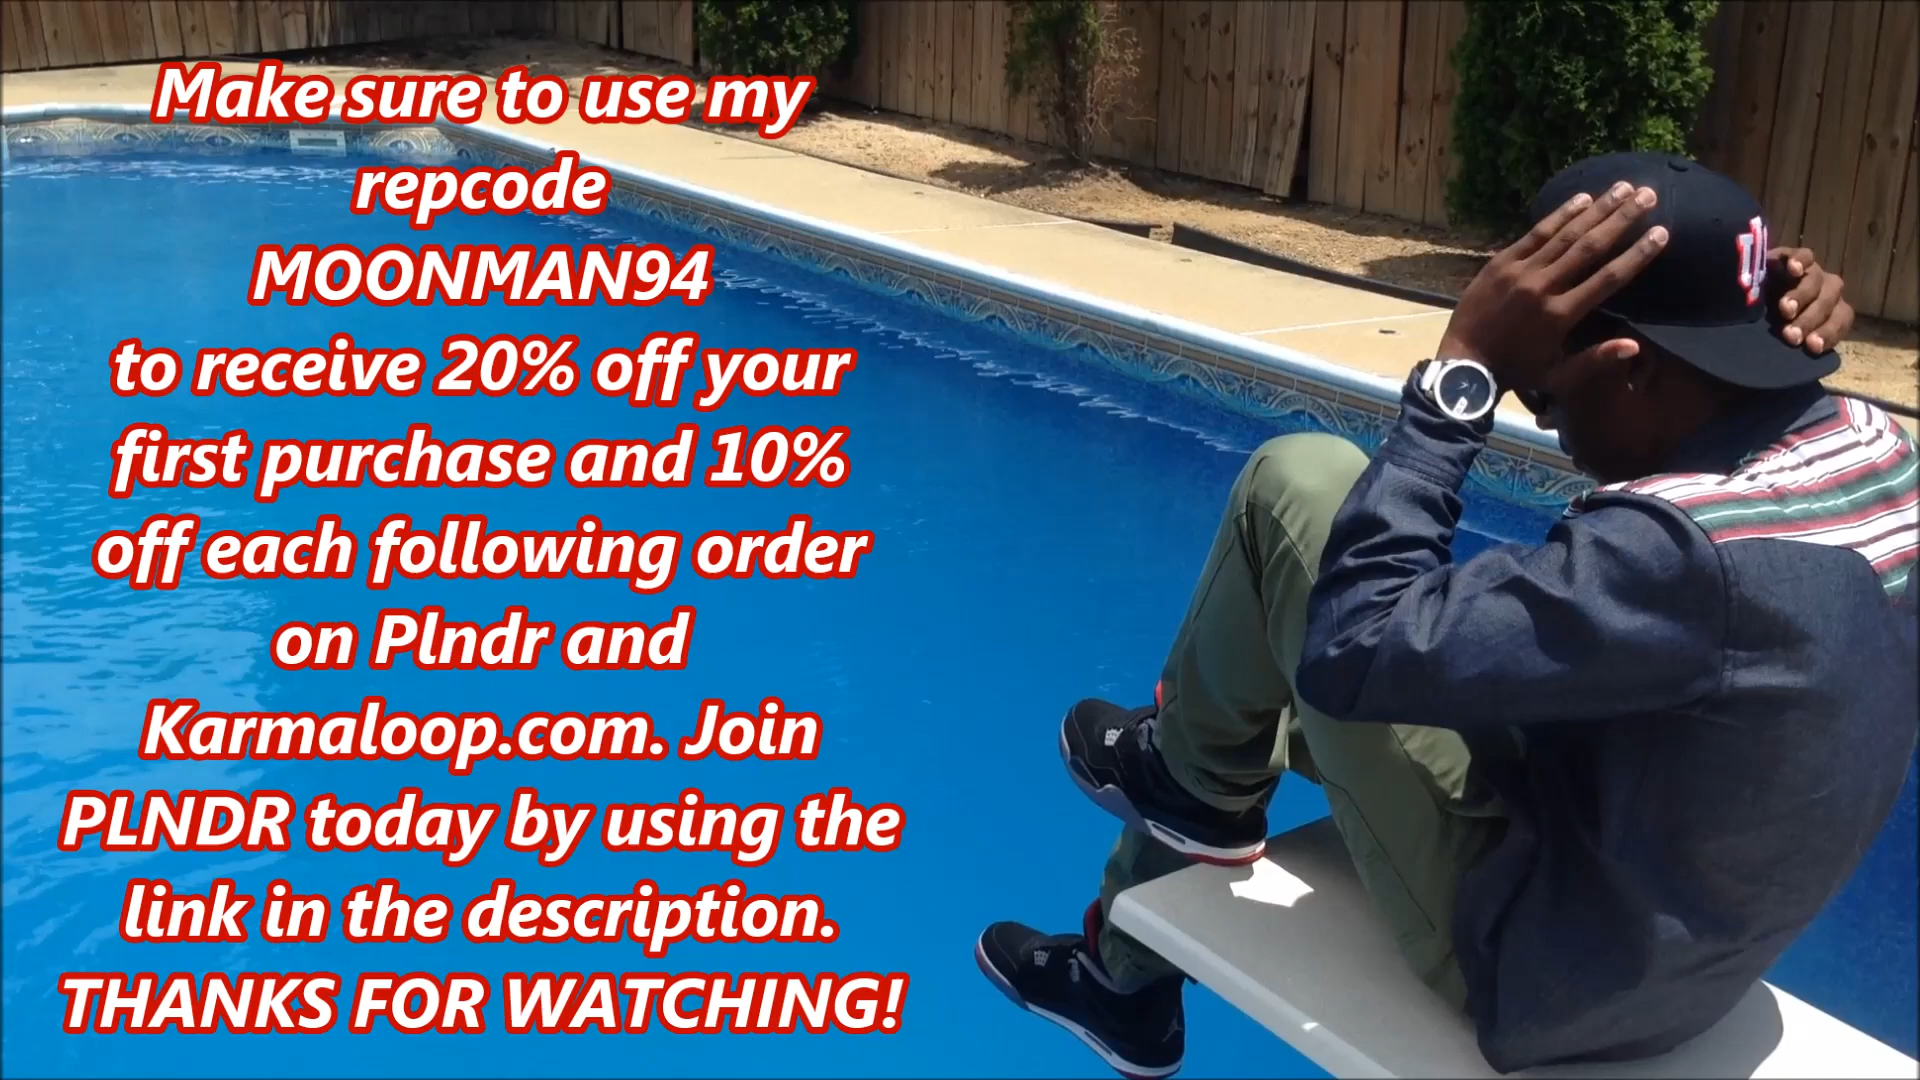 Make sure to use my
repcode
MOONMAN94
to receive 20% off your
first purchase and 10%
off each following order
on Plndr and
Karmaloop.com. Join
PLNDR today by using the
link in the description.
THANKS FOR WATCHING!